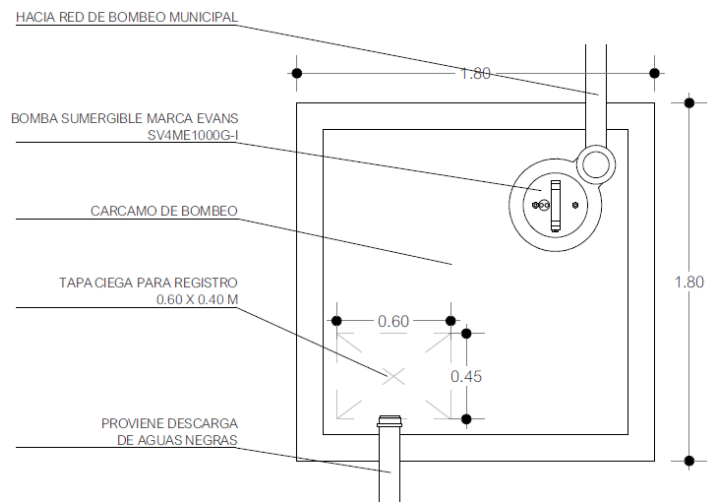 HACIA RED DE BOMBEO MUNICIPAL
1.80
BOMBA SUMERGIBLE MARCA EVANS
SV4ME1000G-I
CARCAMO DE BOMBEO
1.80
TAPA CIEGA PARA REGISTRO
0.60 X 0.40 M
0.60
0.45
PROVIENE DESCARGA
DE AGUAS NEGRAS